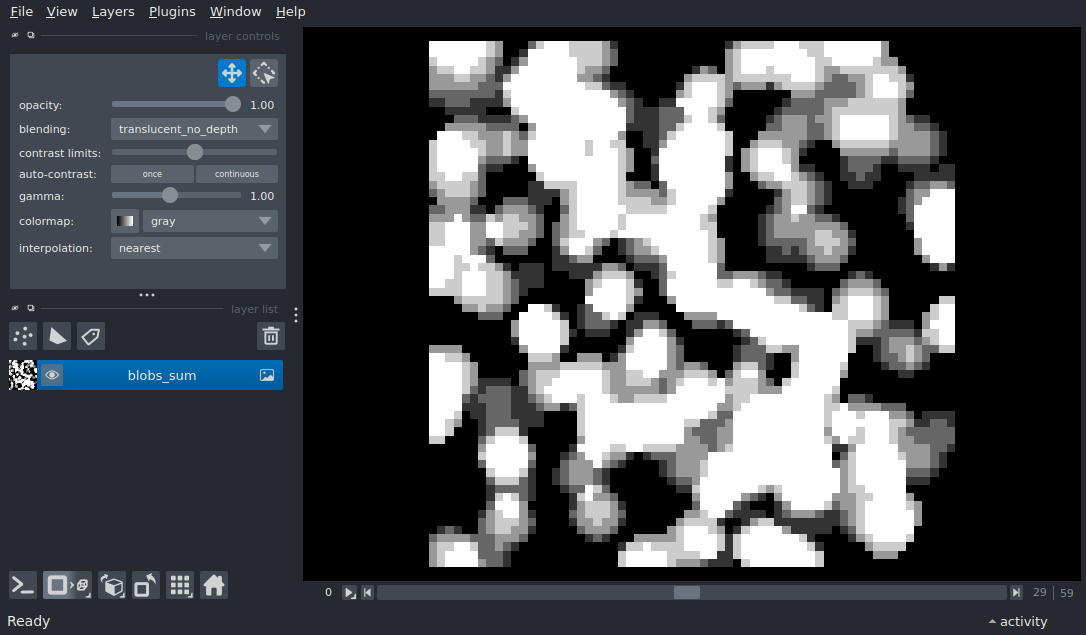 File View Layers Plugins Window Help
layer controls
opacity: 1.00
blending: translucent_no_depth
contrast limits:
auto-contrast: once continuous
gamma: 1.00
colormap: gray
interpolation: nearest
layer list
blobs_sum
0 29 59
Ready activity